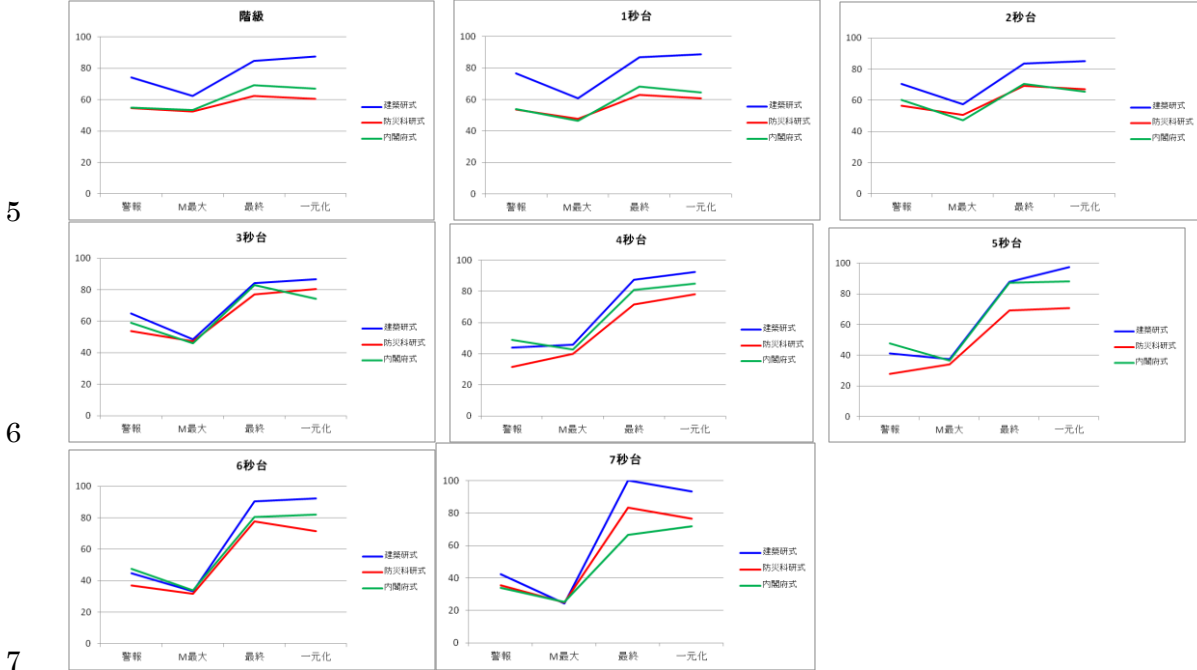 階級
100
80
60
40
20
0
警報 M最大 最終 一元化
建築研式
防災科研式
内閣府式
1秒台
100
80
60
40
20
0
警報 M最大 最終 一元化
建築研式
防災科研式
内閣府式
2秒台
100
80
60
40
20
0
警報 M最大 最終 一元化
建築研式
防災科研式
内閣府式
5
3秒台
100
80
60
40
20
0
警報 M最大 最終 一元化
建築研式
防災科研式
内閣府式
4秒台
100
80
60
40
20
0
警報 M最大 最終 一元化
建築研式
防災科研式
内閣府式
5秒台
100
80
60
40
20
0
警報 M最大 最終 一元化
建築研式
防災科研式
内閣府式
6
6秒台
100
80
60
40
20
0
警報 M最大 最終 一元化
建築研式
防災科研式
内閣府式
7秒台
100
80
60
40
20
0
警報 M最大 最終 一元化
建築研式
防災科研式
内閣府式
7